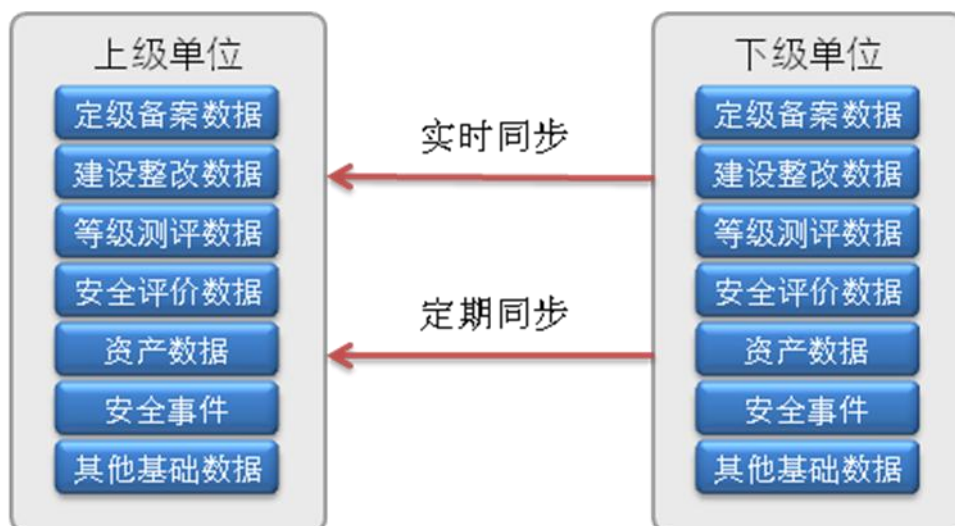 上级单位
定级备案数据
建设整改数据
等级测评数据
安全评价数据
资产数据
安全事件
其他基础数据
实时同步
定期同步
下级单位
定级备案数据
建设整改数据
等级测评数据
安全评价数据
资产数据
安全事件
其他基础数据